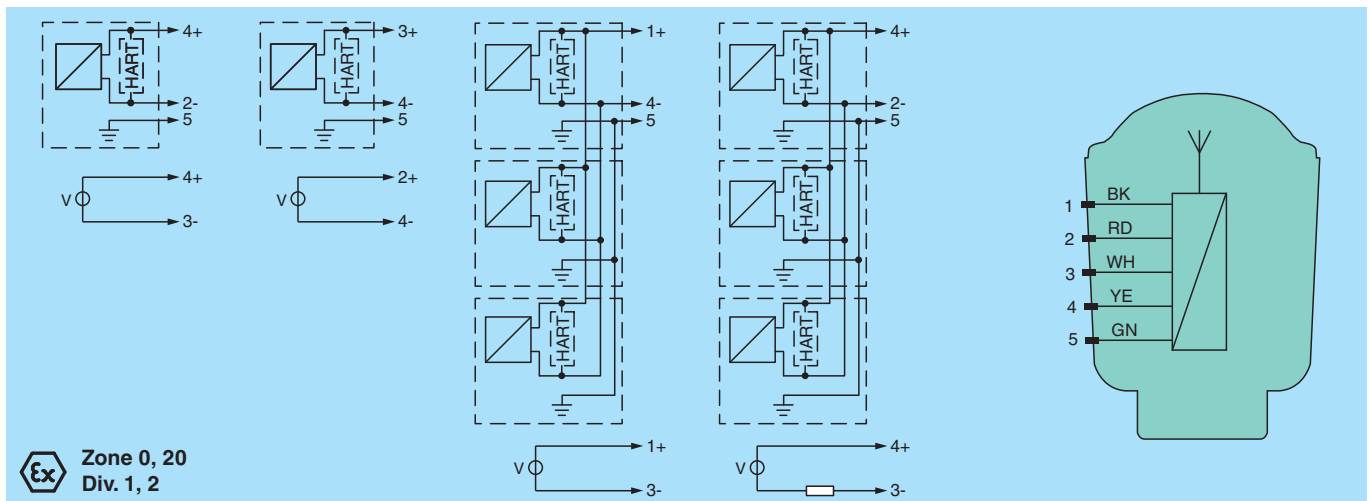 HART
4+
2-
5
V
4+
3-
HART
3+
4-
5
V
2+
4-
HART
1+
4-
5
HART
HART
V
1+
3-
HART
4+
2-
5
HART
HART
V
4+
3-
1 BK
2 RD
3 WH
4 YE
5 GN
Ex Zone 0, 20
Div. 1, 2